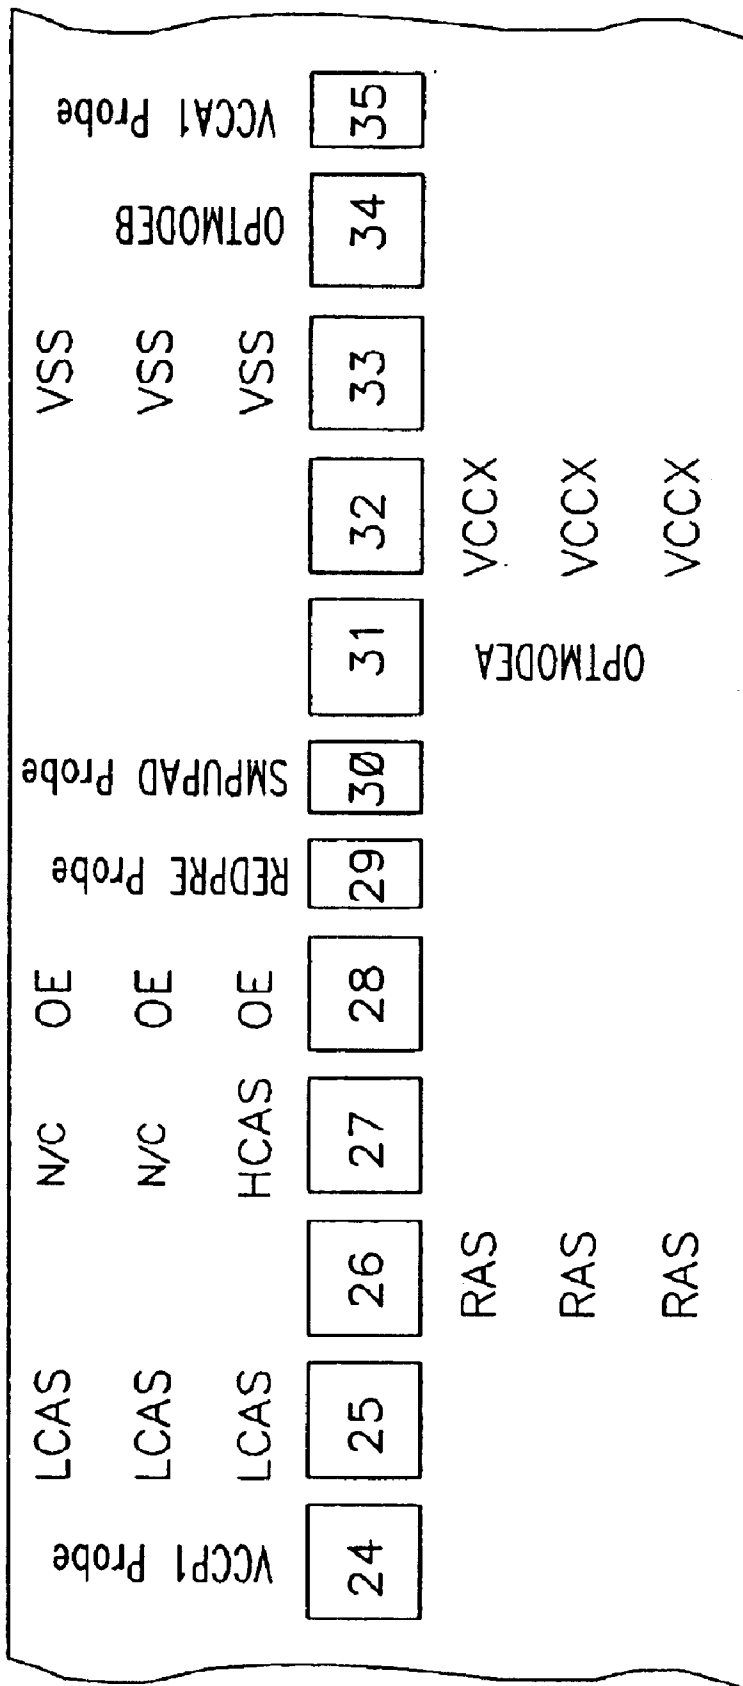 VCCA1 Probe
35
OPTMODEB
34
VSS
VSS
VSS
33
32
VCCX
VCCX
VCCX
31
OPTMODEA
SMPUPAD Probe
30
REDPRE Probe
29
OE
OE
OE
28
N/C
N/C
HCAS
27
26
RAS
RAS
RAS
LCAS
LCAS
LCAS
25
VCCP1 Probe
24